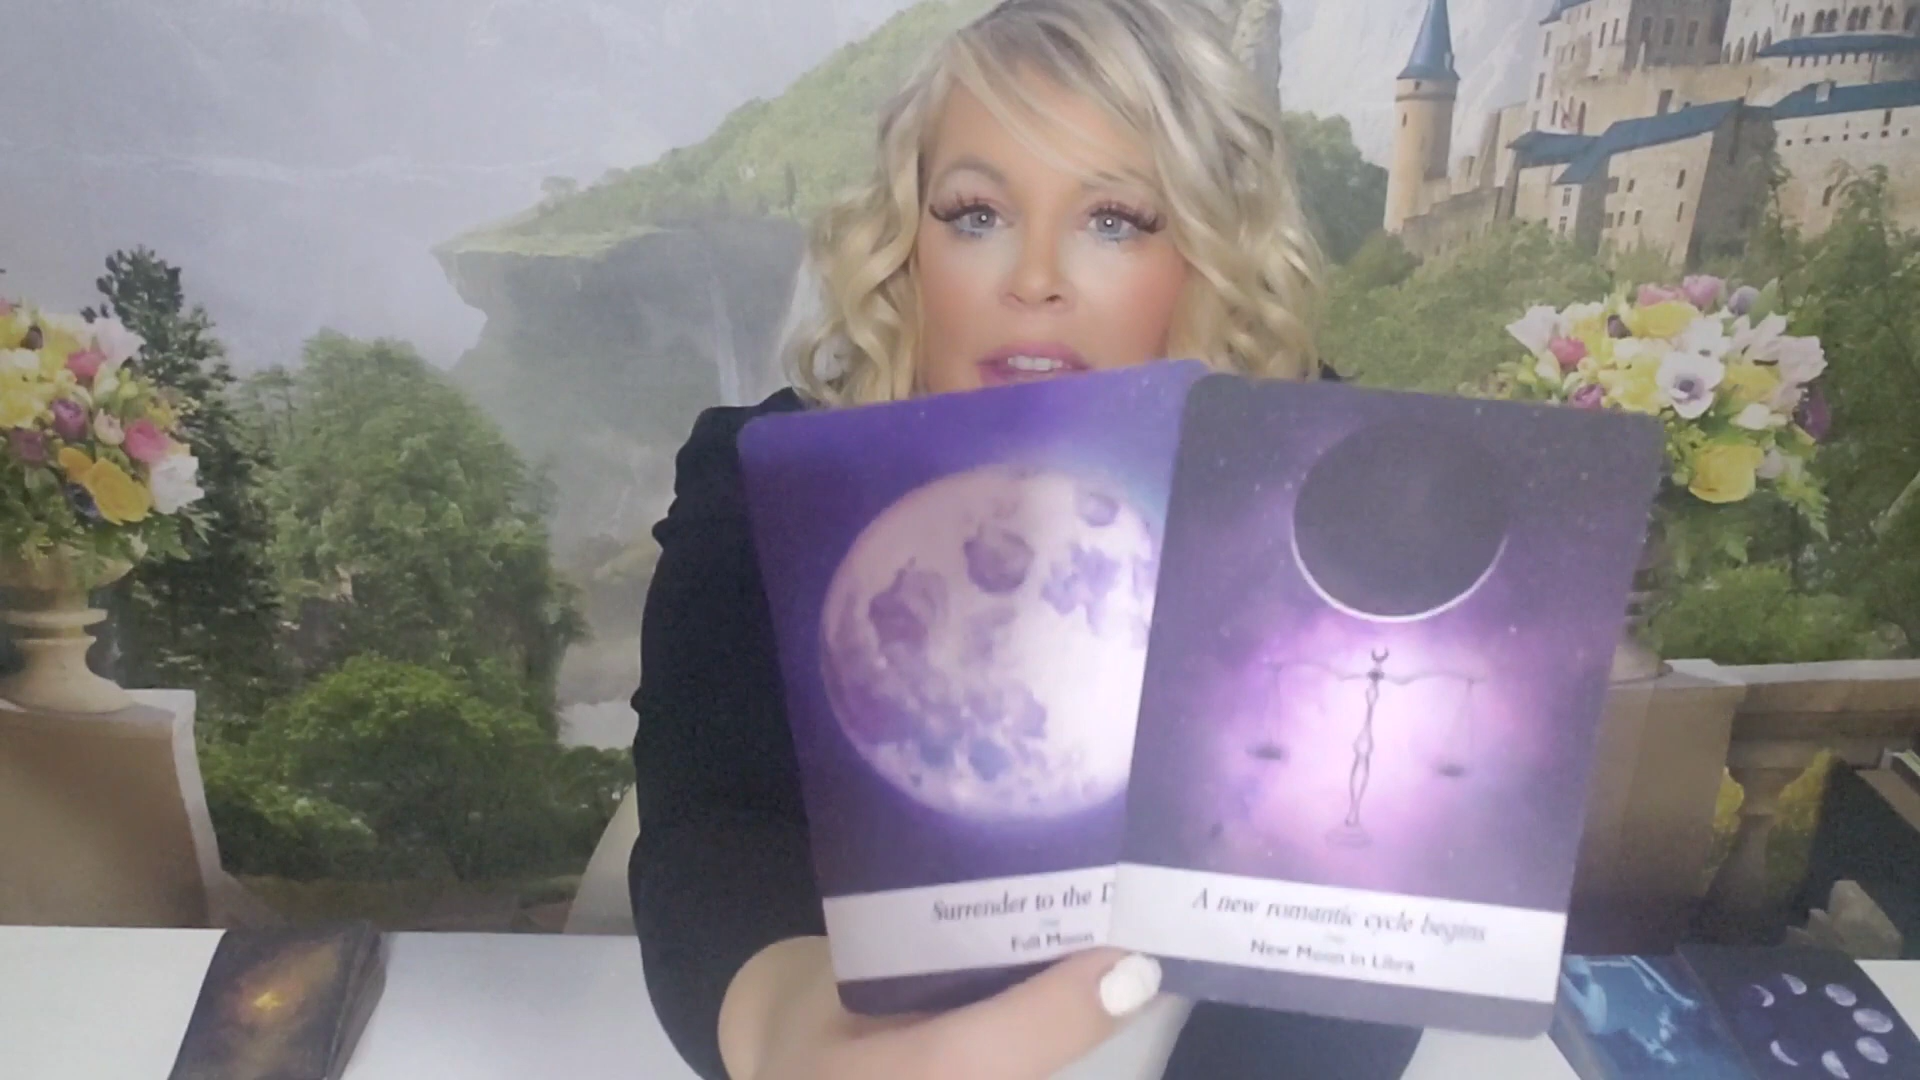 Surrender to the
Full Moon
A new romantic cycle begins
New Moon in Libra